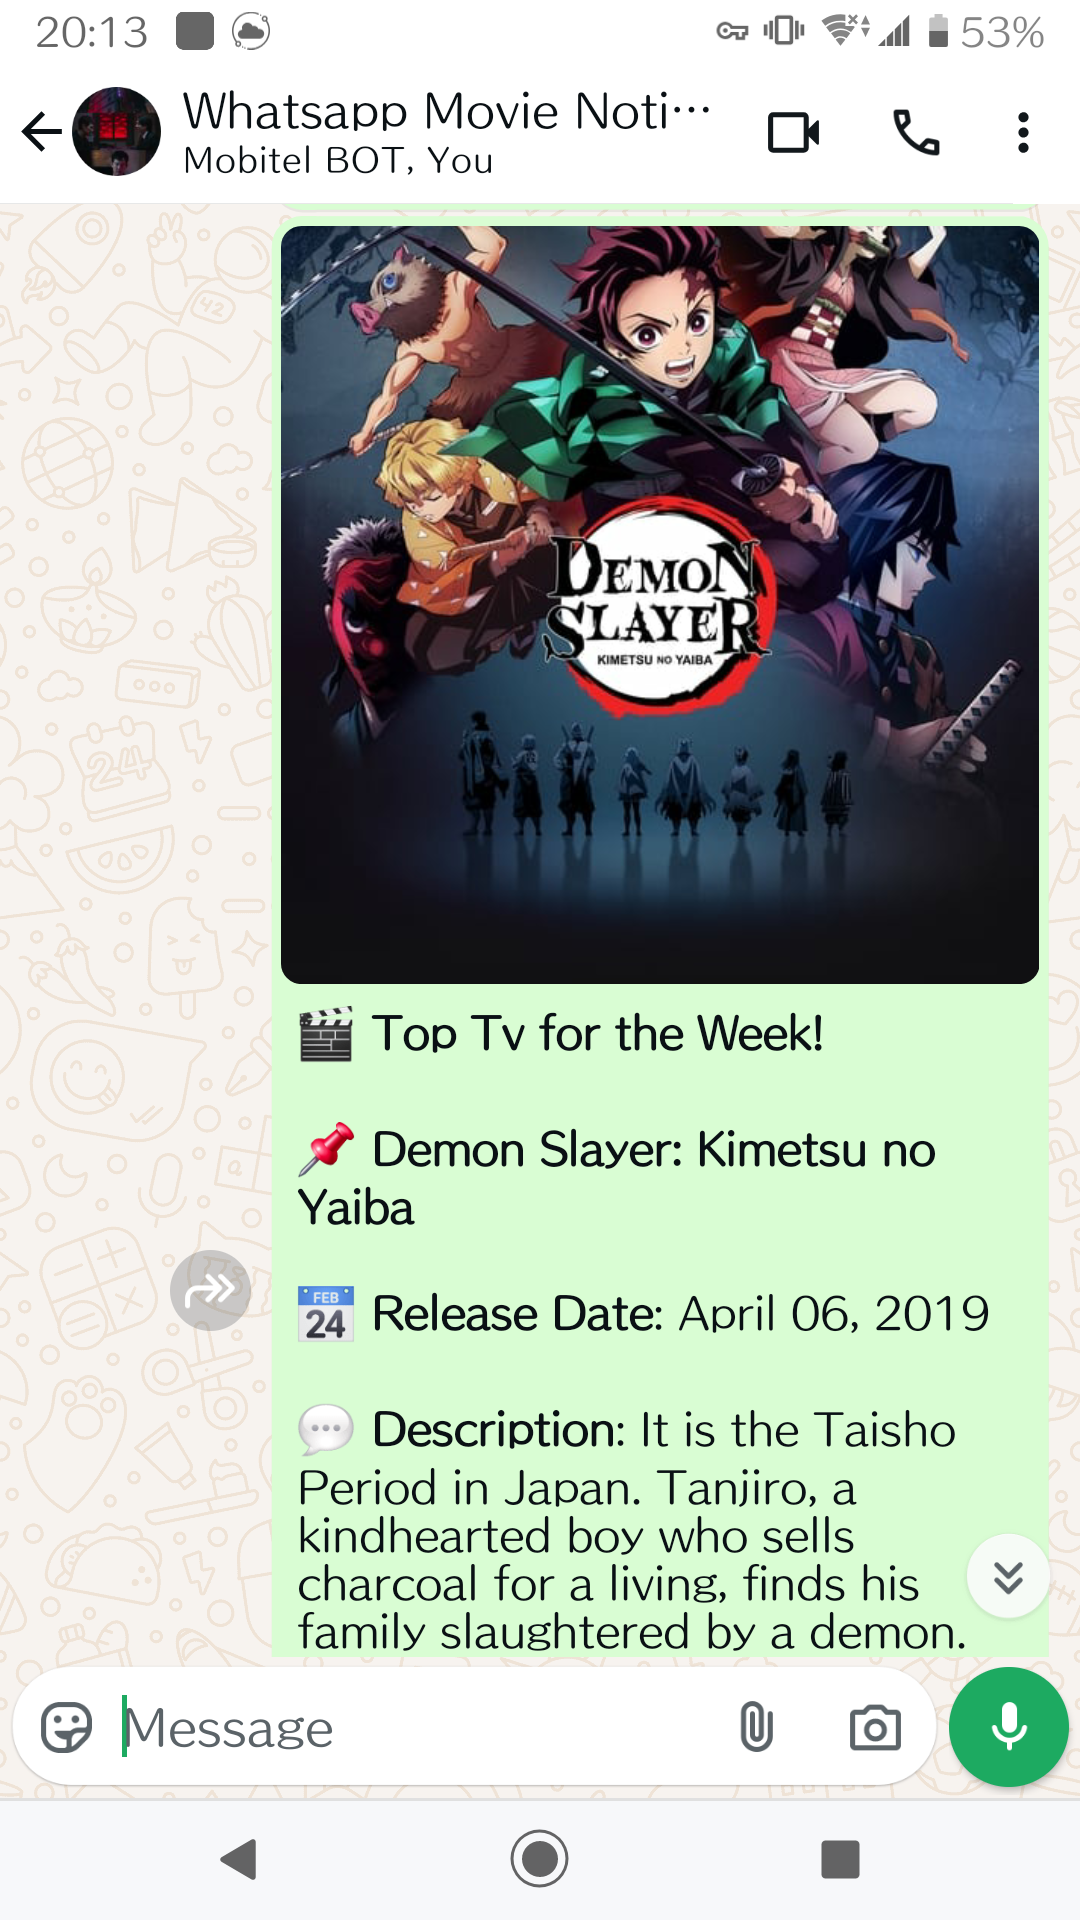 20:13
53%
Whatsapp Movie Noti...
Mobitel BOT, You
DEMON
SLAYER
KIMETSU NO YAIBA
🎬 Top Tv for the Week!
📌 Demon Slayer: Kimetsu no
Yaiba
📆 Release Date: April 06, 2019
💬 Description: It is the Taisho
Period in Japan. Tanjiro, a
kindhearted boy who sells
charcoal for a living, finds his
family slaughtered by a demon.
Message